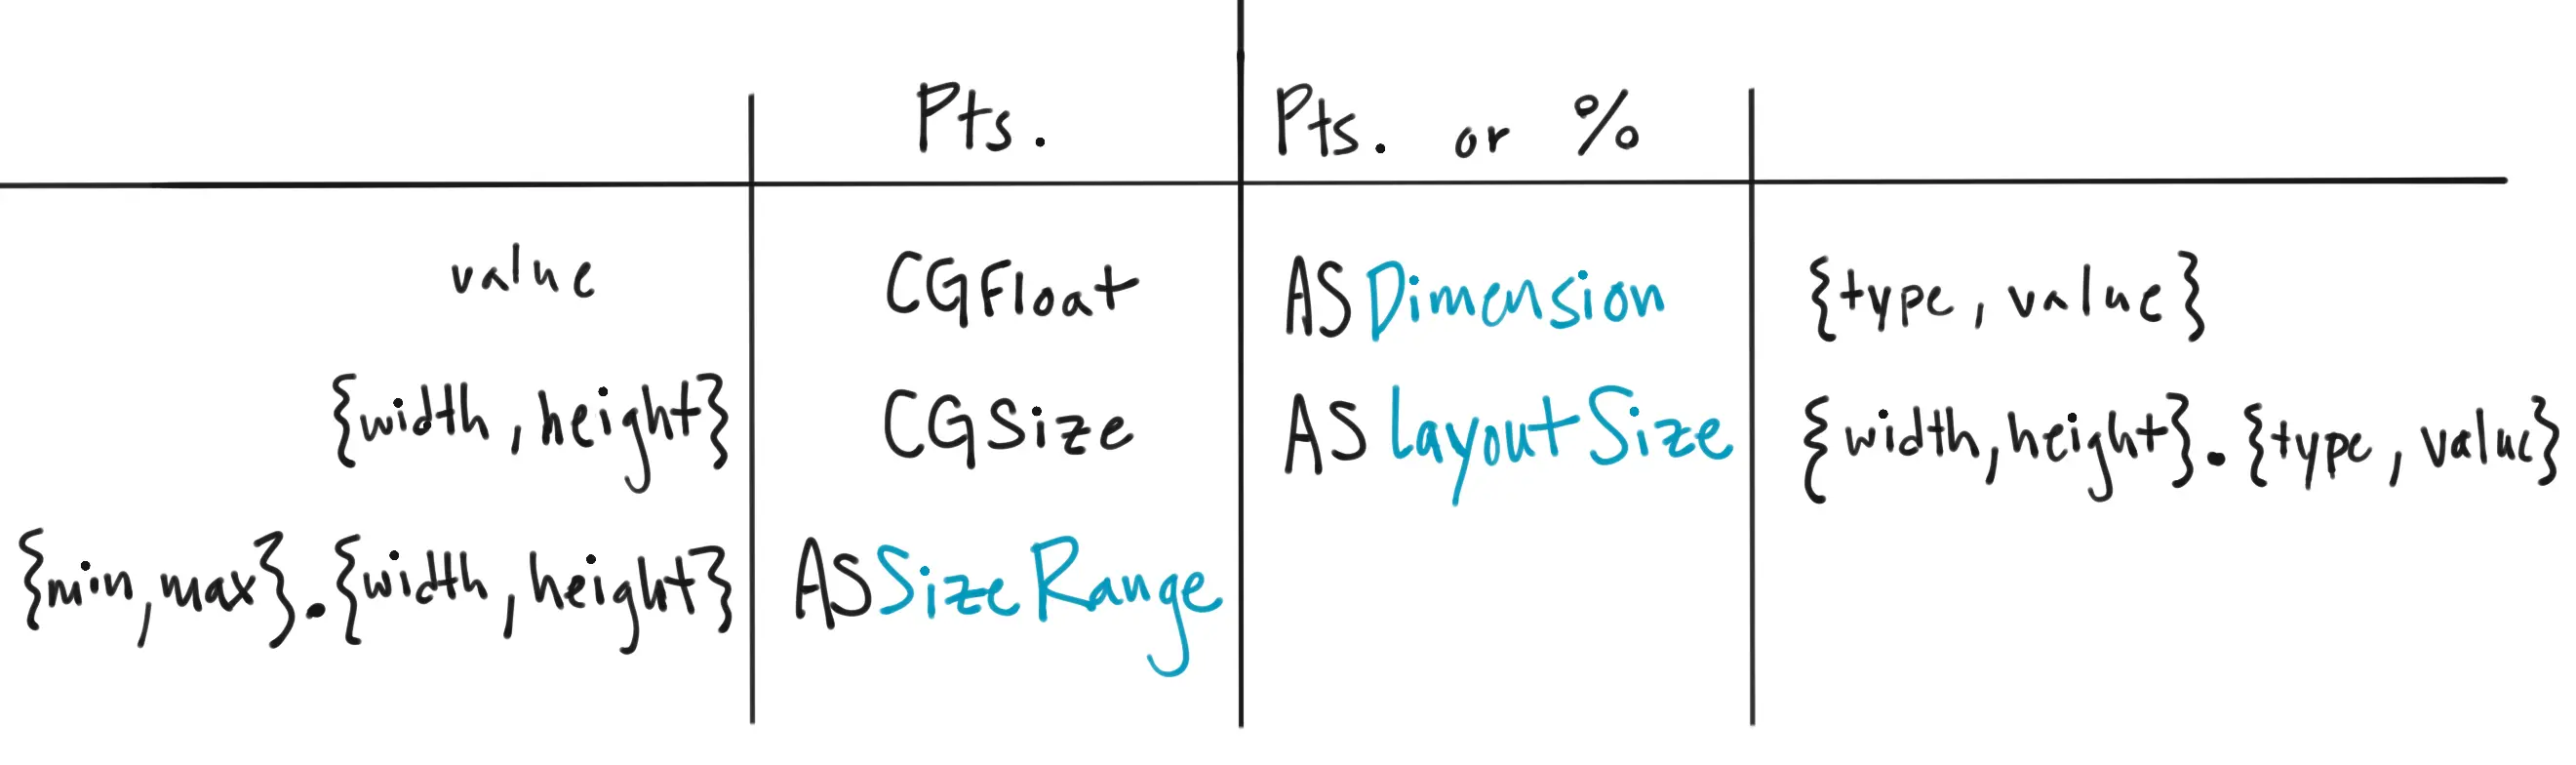 Pts. Pts. or %
value CGFloat ASDimension {type, value}
{width, height} CGSize ASLayoutSize {width, height}.{type, value}
{min, max}.{width, height} ASSizeRange